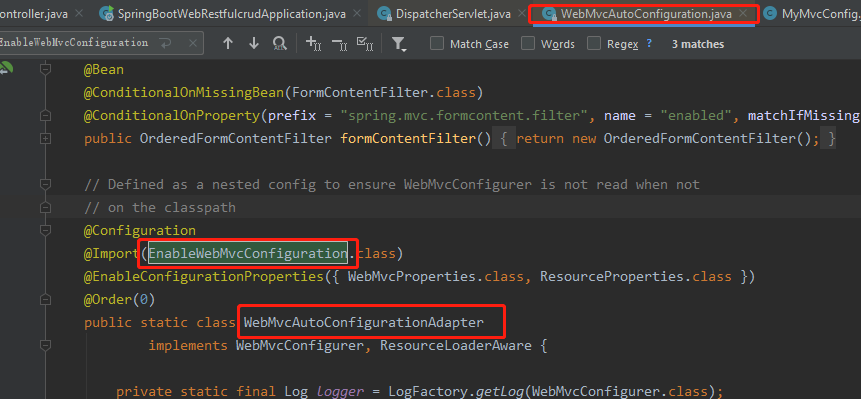 ontroller.java × SpringBootWebRestfulcrudApplication.java × DispatcherServlet.java × WebMvcAutoConfiguration.java × MyMvcConfig.
EnableWebMvcConfiguration Match Case Words Regex ? 3 matches
@Bean
@ConditionalOnMissingBean(FormContentFilter.class)
@ConditionalOnProperty(prefix = "spring.mvc.formcontent.filter", name = "enabled", matchIfMissing
public OrderedFormContentFilter formContentFilter() { return new OrderedFormContentFilter(); }
// Defined as a nested config to ensure WebMvcConfigurer is not read when not
// on the classpath
@Configuration
@Import(EnableWebMvcConfiguration.class)
@EnableConfigurationProperties({ WebMvcProperties.class, ResourceProperties.class })
@Order(0)
public static class WebMvcAutoConfigurationAdapter
implements WebMvcConfigurer, ResourceLoaderAware {
private static final Log logger = LogFactory.getLog(WebMvcConfigurer.class);